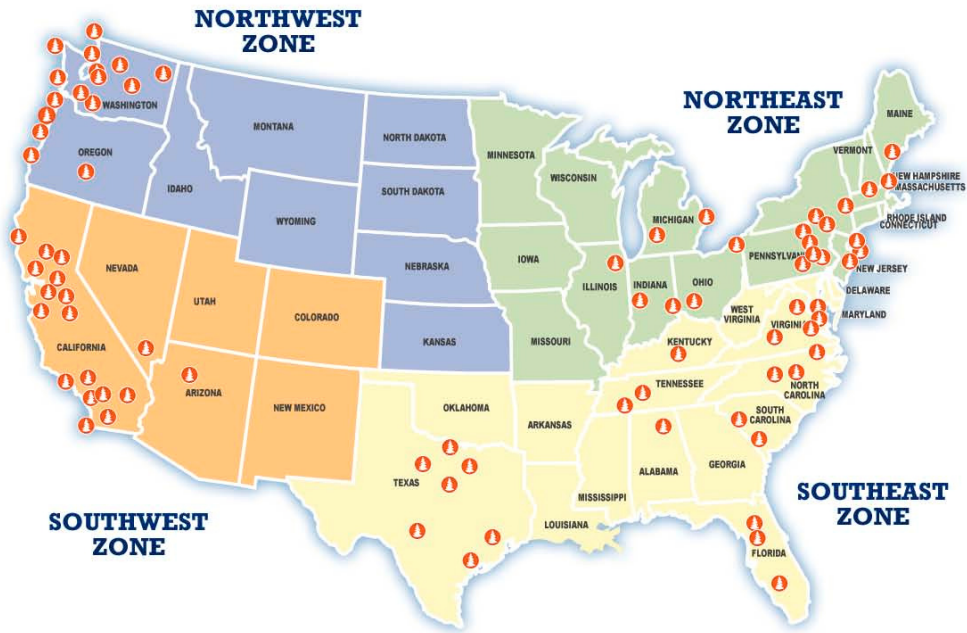 NORTHWEST
ZONE
NORTHEAST
ZONE
WASHINGTON
MONTANA
NORTH DAKOTA
MINNESOTA
MAINE
VERMONT
OREGON
IDAHO
SOUTH DAKOTA
WISCONSIN
NEW HAMPSHIRE
MASSACHUSETTS
WYOMING
MICHIGAN
RHODE ISLAND
CONNECTICUT
NEBRASKA
IOWA
PENNSYLVAN
NEW JERSEY
NEVADA
UTAH
ILLINOIS
INDIANA
OHIO
DELAWARE
COLORADO
WEST
VIRGINIA
MARYLAND
CALIFORNIA
KANSAS
MISSOURI
KENTUCKY
VIRGINI
ARIZONA
NEW MEXICO
OKLAHOMA
ARKANSAS
TENNESSEE
NORTH
CAROLINA
SOUTH
CAROLINA
TEXAS
MISSISSIPPI
ALABAMA
GEORGIA
LOUISIANA
FLORIDA
SOUTHWEST
ZONE
SOUTHEAST
ZONE